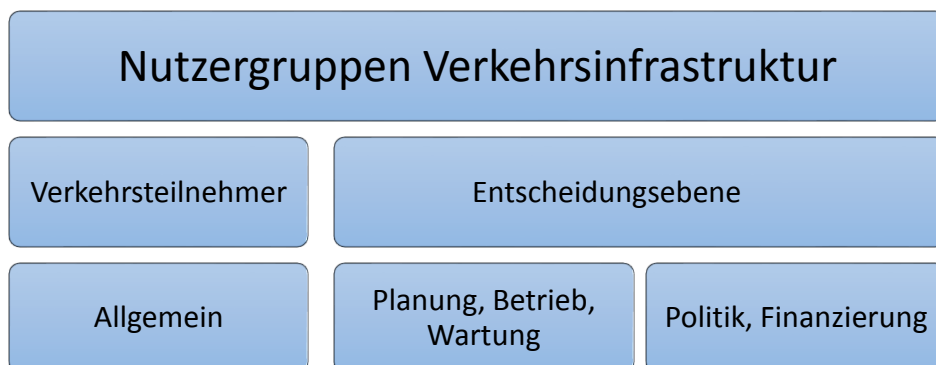 Nutzergruppen Verkehrsinfrastruktur
Verkehrsteilnehmer
Entscheidungsebene
Allgemein
Planung, Betrieb,
Wartung
Politik, Finanzierung